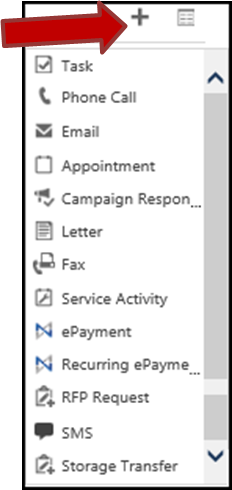 Task
Phone Call
Email
Appointment
Campaign Respon...
Letter
Fax
Service Activity
ePayment
Recurring ePayme...
RFP Request
SMS
Storage Transfer